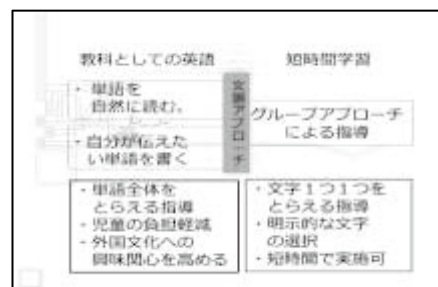 教科としての英語
短時間学習
・単語を
自然に読む。
・自分が伝えた
い単語を書く
アプローチ
グループアプローチ
による指導
・単語全体を
とらえる指導
・児童の負担軽減
・外国文化への
興味関心を高める
・文字1つ1つを
とらえる指導
・明示的な文字
の選択
・短時間で実施可